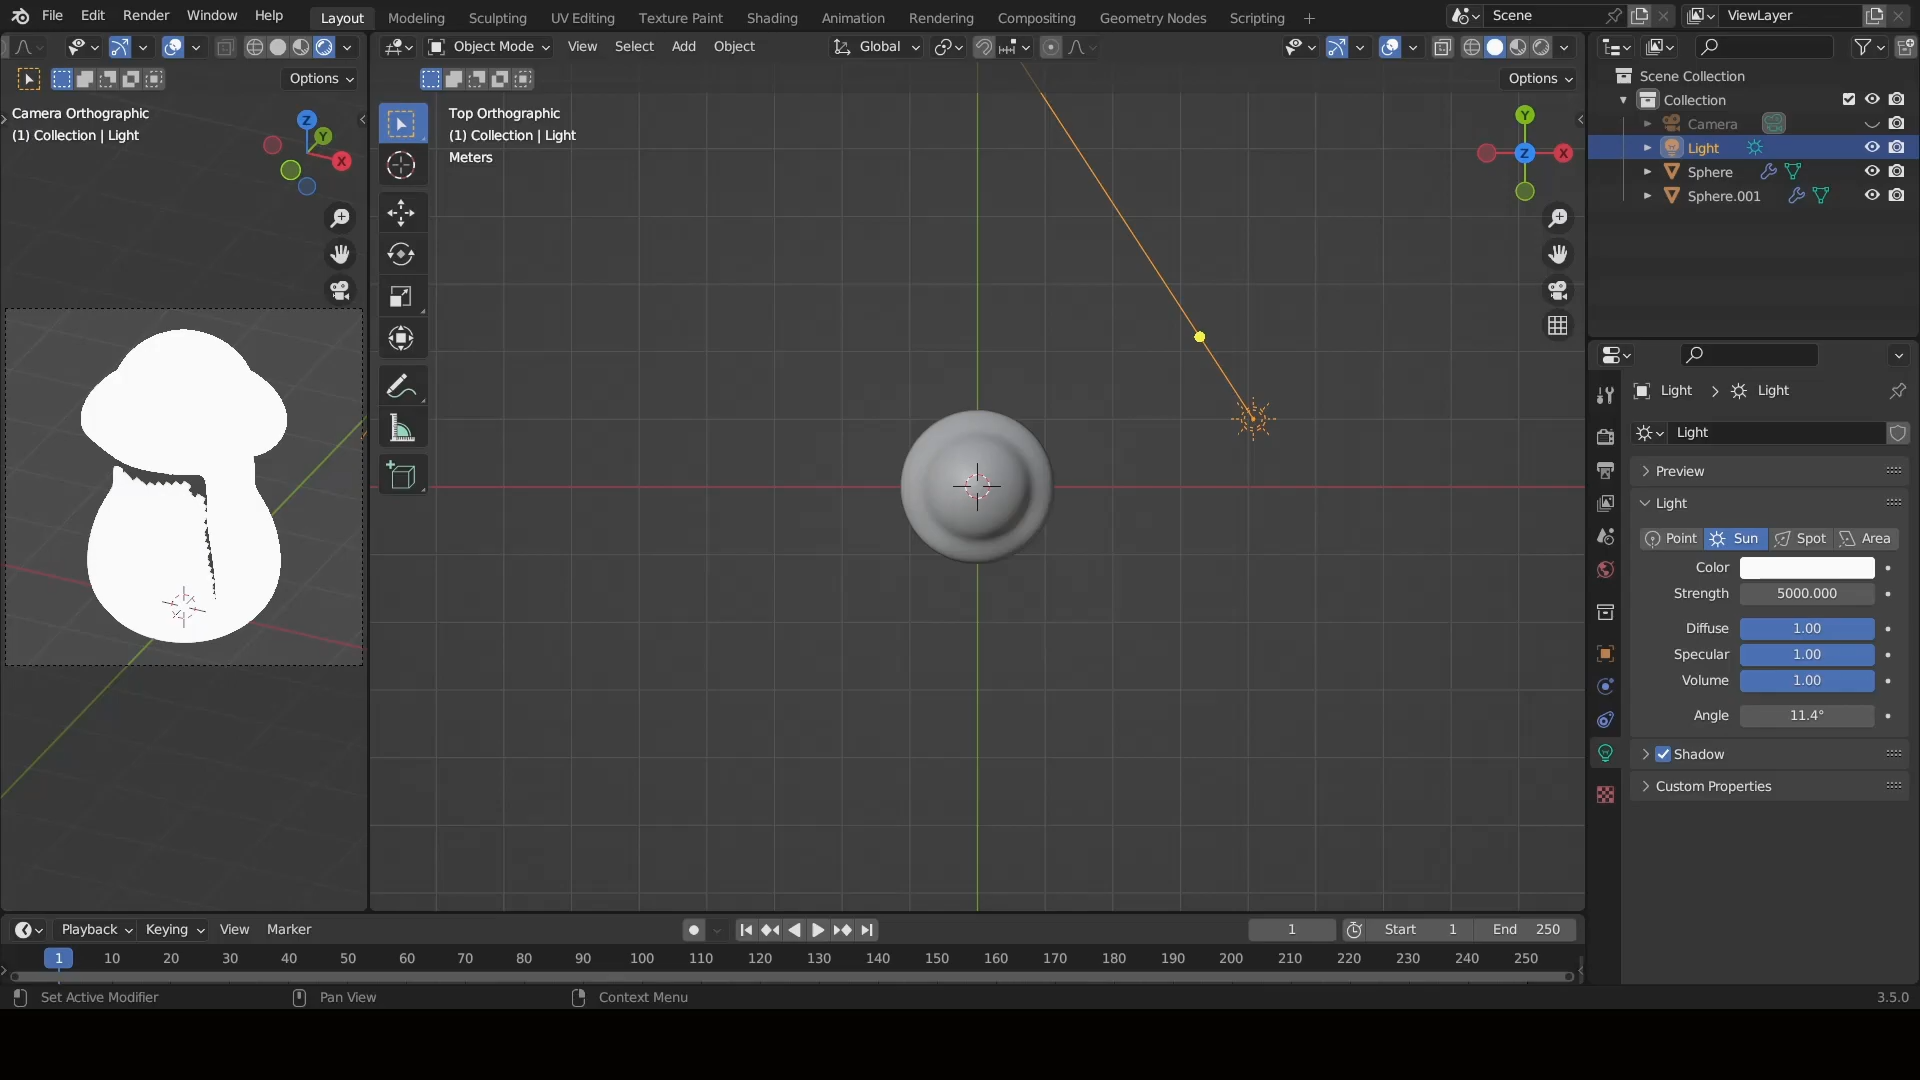 File Edit Render Window Help Layout Modeling Sculpting UV Editing Texture Paint Shading Animation Rendering Compositing Geometry Nodes Scripting + Scene ViewLayer
Object Mode View Select Add Object Global
Options
Options
Camera Orthographic
(1) Collection | Light
Z
Y
X
Top Orthographic
(1) Collection | Light
Meters
Y
Z
X
Scene Collection
Collection
Camera
Light
Sphere
Sphere.001
Light > Light
Light
Preview
Light
Point Sun Spot Area
Color
Strength 5000.000
Diffuse 1.00
Specular 1.00
Volume 1.00
Angle 11.4°
Shadow
Custom Properties
Playback Keying View Marker 1 Start 1 End 250
1 10 20 30 40 50 60 70 80 90 100 110 120 130 140 150 160 170 180 190 200 210 220 230 240 250
Set Active Modifier Pan View Context Menu 3.5.0